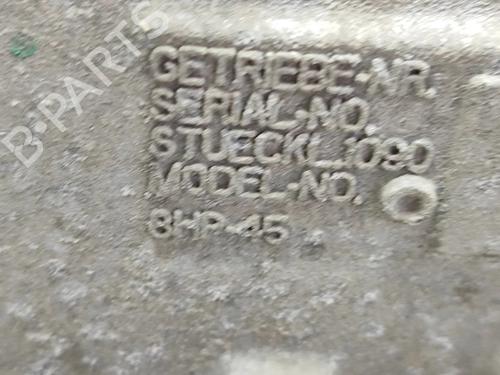 B-PARTS
GETRIEBE-NR.
SERIAL-NO.
STUECKL.1090
MODEL-NO.
8HP-45